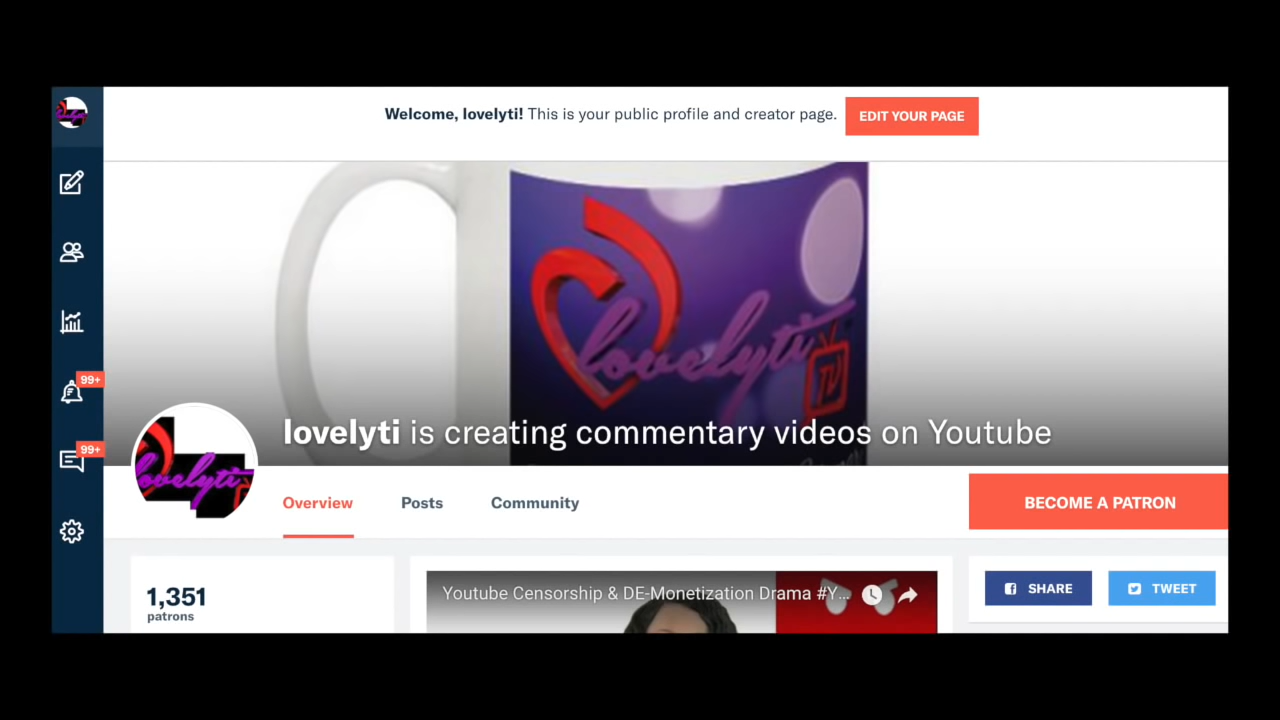 Welcome, lovelyti! This is your public profile and creator page. EDIT YOUR PAGE
lovelyti
TV
99+
99+
lovelyti is creating commentary videos on Youtube
lovelyti
Overview Posts Community BECOME A PATRON
1,351
patrons
Youtube Censorship & DE-Monetization Drama #Y...
SHARE TWEET